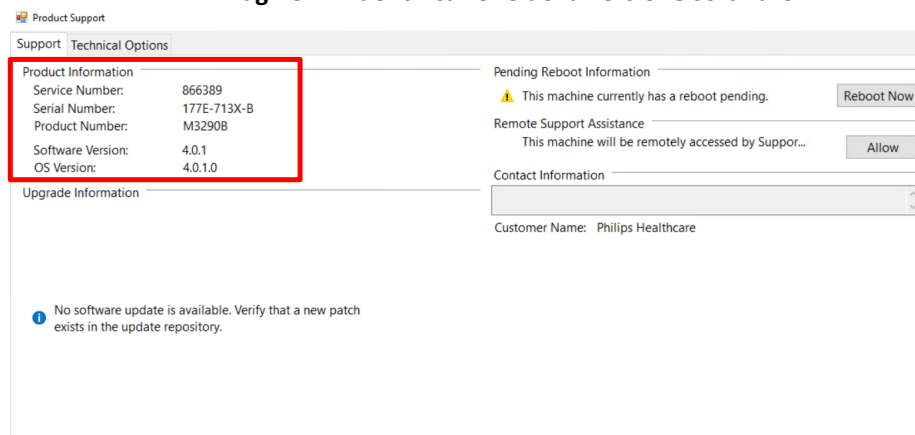 Product Support
Support Technical Options
Product Information
Service Number: 866389
Serial Number: 177E-713X-B
Product Number: M3290B
Software Version: 4.0.1
OS Version: 4.0.1.0
Upgrade Information
No software update is available. Verify that a new patch
exists in the update repository.
Pending Reboot Information
This machine currently has a reboot pending.
Reboot Now
Remote Support Assistance
This machine will be remotely accessed by Suppor...
Allow
Contact Information
Customer Name: Philips Healthcare